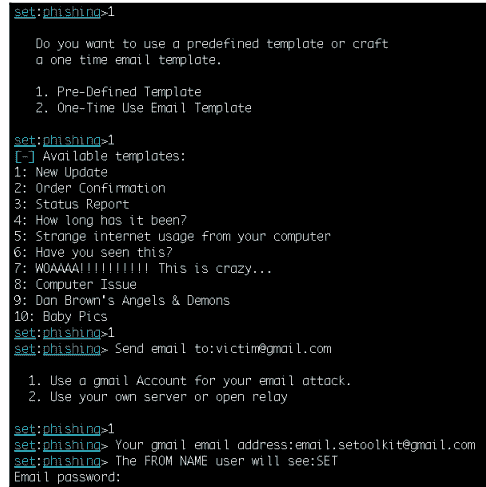 set:phishing>1
Do you want to use a predefined template or craft
a one time email template.
1. Pre-Defined Template
2. One-Time Use Email Template
set:phishing>1
[-] Available templates:
1: New Update
2: Order Confirmation
3: Status Report
4: How long has it been?
5: Strange internet usage from your computer
6: Have you seen this?
7: WOAAAA!!!!!!!!!! This is crazy...
8: Computer Issue
9: Dan Brown's Angels & Demons
10: Baby Pics
set:phishing>1
set:phishing> Send email to:victim@gmail.com
1. Use a gmail Account for your email attack.
2. Use your own server or open relay
set:phishing>1
set:phishing> Your gmail email address:email.setoolkit@gmail.com
set:phishing> The FROM NAME user will see:SET
Email password: